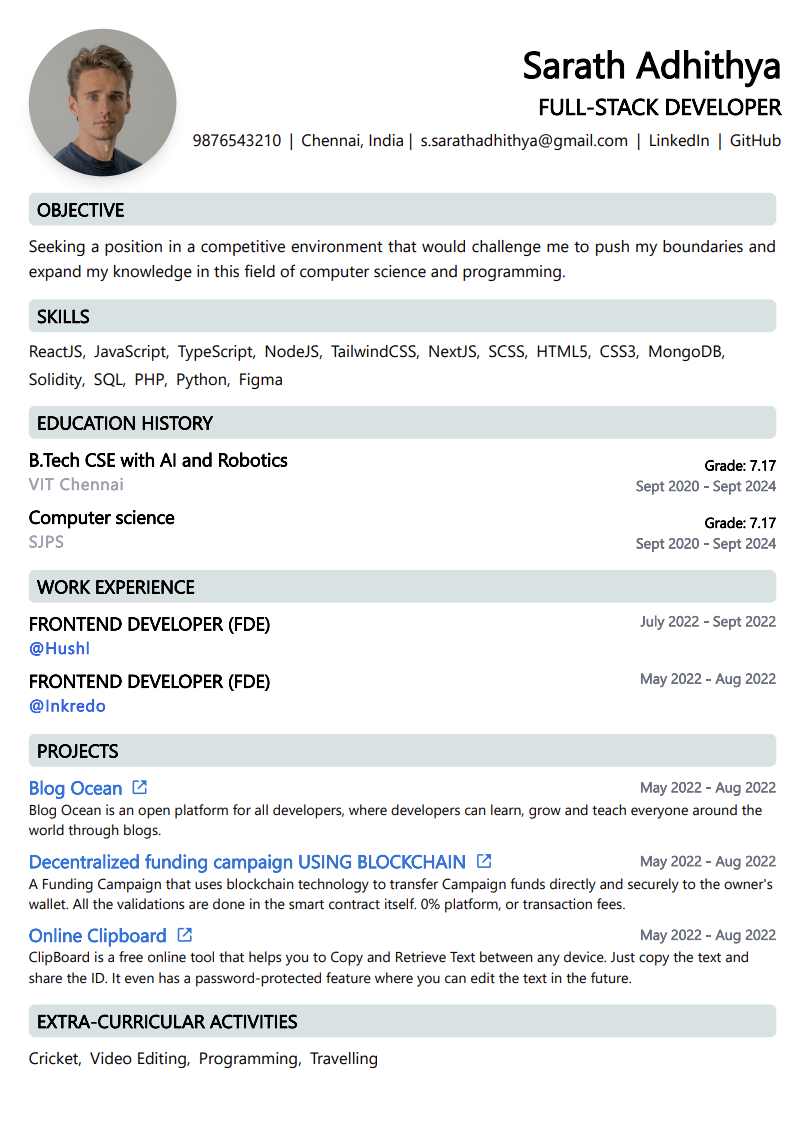 Sarath Adhithya
FULL-STACK DEVELOPER
9876543210 | Chennai, India | s.sarathadhithya@gmail.com | LinkedIn | GitHub
OBJECTIVE
Seeking a position in a competitive environment that would challenge me to push my boundaries and
expand my knowledge in this field of computer science and programming.
SKILLS
ReactJS, JavaScript, TypeScript, NodeJS, TailwindCSS, NextJS, SCSS, HTML5, CSS3, MongoDB,
Solidity, SQL, PHP, Python, Figma
EDUCATION HISTORY
B.Tech CSE with AI and Robotics
Grade: 7.17
VIT Chennai
Sept 2020 - Sept 2024
Computer science
Grade: 7.17
SJPS
Sept 2020 - Sept 2024
WORK EXPERIENCE
FRONTEND DEVELOPER (FDE)
July 2022 - Sept 2022
@Hushl
FRONTEND DEVELOPER (FDE)
May 2022 - Aug 2022
@Inkredo
PROJECTS
Blog Ocean
May 2022 - Aug 2022
Blog Ocean is an open platform for all developers, where developers can learn, grow and teach everyone around the
world through blogs.
Decentralized funding campaign USING BLOCKCHAIN
May 2022 - Aug 2022
A Funding Campaign that uses blockchain technology to transfer Campaign funds directly and securely to the owner's
wallet. All the validations are done in the smart contract itself. 0% platform, or transaction fees.
Online Clipboard
May 2022 - Aug 2022
ClipBoard is a free online tool that helps you to Copy and Retrieve Text between any device. Just copy the text and
share the ID. It even has a password-protected feature where you can edit the text in the future.
EXTRA-CURRICULAR ACTIVITIES
Cricket, Video Editing, Programming, Travelling